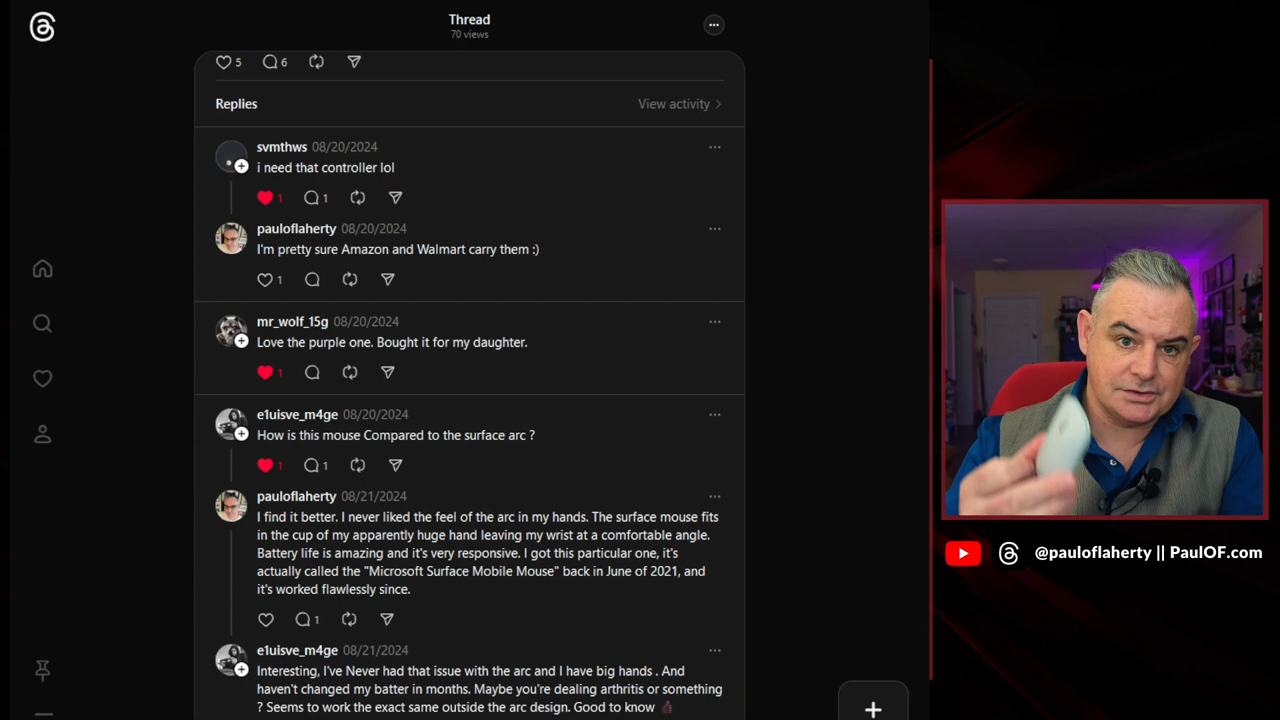 Thread
70 views
5 6
Replies View activity
svmthws 08/20/2024
i need that controller lol
1 1
pauloflaherty 08/20/2024
I'm pretty sure Amazon and Walmart carry them :)
1
mr_wolf_15g 08/20/2024
Love the purple one. Bought it for my daughter.
1
e1uisve_m4ge 08/20/2024
How is this mouse Compared to the surface arc ?
1 1
pauloflaherty 08/21/2024
I find it better. I never liked the feel of the arc in my hands. The surface mouse fits
in the cup of my apparently huge hand leaving my wrist at a comfortable angle.
Battery life is amazing and it's very responsive. I got this particular one, it's
actually called the "Microsoft Surface Mobile Mouse" back in June of 2021, and
it's worked flawlessly since.
1
e1uisve_m4ge 08/21/2024
Interesting, I've Never had that issue with the arc and I have big hands . And
haven't changed my batter in months. Maybe you're dealing arthritis or something
? Seems to work the exact same outside the arc design. Good to know 👍🏿
@pauloflaherty || PaulOF.com